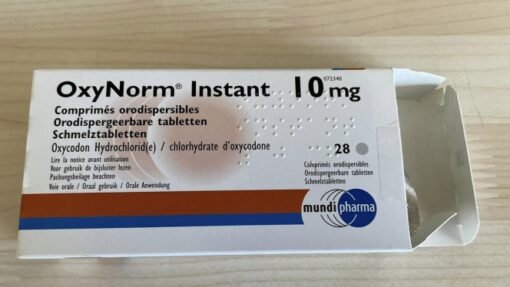 OxyNorm® Instant 10 mg
072340
Comprimés orodispersibles
Orodispergeerbare tabletten
Schmelztabletten
Oxycodon Hydrochlorid(e) / chlorhydrate d'oxycodone
Lire la notice avant utilisation
Voor gebruik de bijsluiter lezen
Packungsbeilage beachten
Voie orale / Oraal gebruik / Orale Anwendung
28
Comprimés orodispersibles
Orodispergeerbare tabletten
Schmelztabletten
mundi pharma